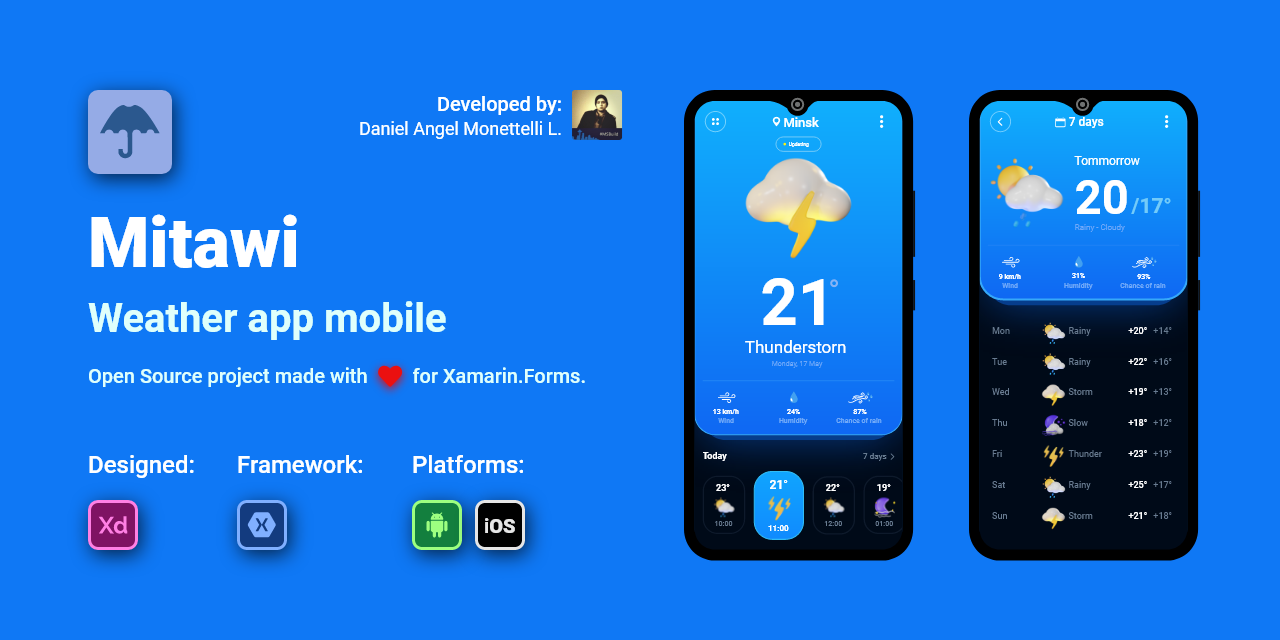 Developed by:
Daniel Angel Monettelli L.
#MSBuild
Mitawi
Weather app mobile
Open Source project made with for Xamarin.Forms.
Designed:
Framework:
Platforms:
Xd
X
iOS
Minsk
Updating
21°
Thunderstorn
Monday, 17 May
13 km/h
Wind
24%
Humidity
87%
Chance of rain
Today
7 days >
23°
10:00
21°
11:00
22°
12:00
19°
01:00
7 days
Tommorrow
20 /17°
Rainy - Cloudy
9 km/h
Wind
31%
Humidity
93%
Chance of rain
Mon Rainy +20° +14°
Tue Rainy +22° +16°
Wed Storm +19° +13°
Thu Slow +18° +12°
Fri Thunder +23° +19°
Sat Rainy +25° +17°
Sun Storm +21° +18°